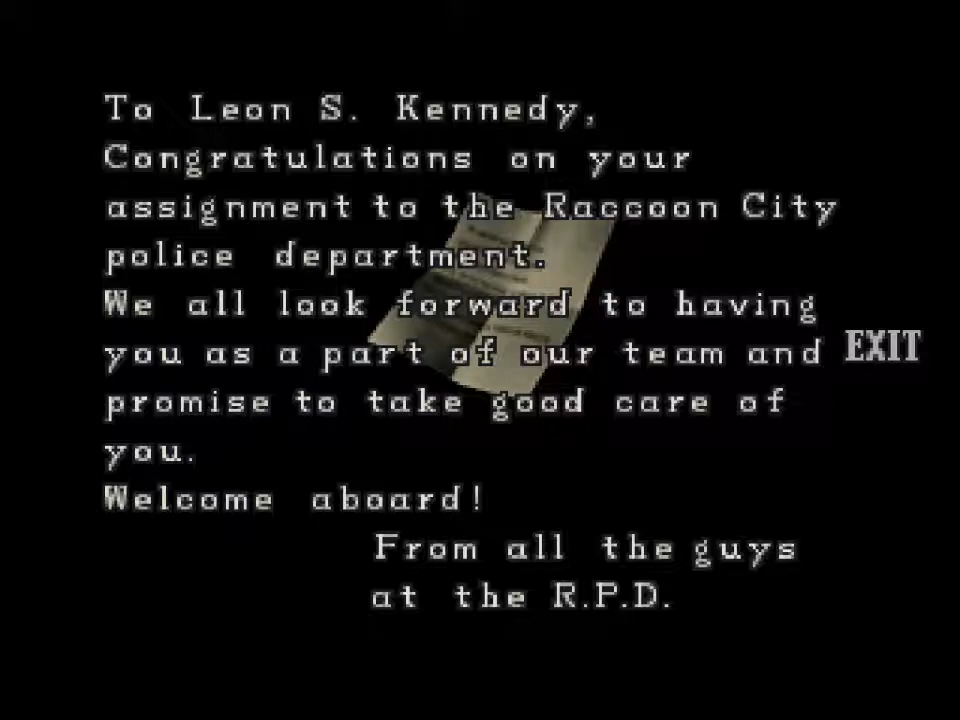 To Leon S. Kennedy,
Congratulations on your
assignment to the Raccoon City
police department.
We all look forward to having
you as a part of our team and
EXIT
promise to take good care of
you.
Welcome aboard!
From all the guys
at the R.P.D.